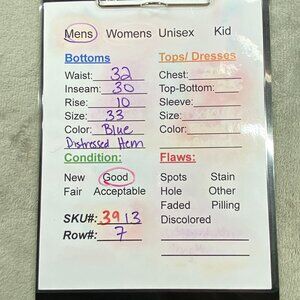 Mens Womens Unisex Kid
Bottoms
Waist: 32
Inseam: 30
Rise: 10
Size: 33
Color: Blue
Distressed Hem
Tops/ Dresses
Chest:
Top-Bottom:
Sleeve:
Size:
Color:
Condition:
New Good
Fair Acceptable
SKU#: 3913
Row#: 7
Flaws:
Spots Stain
Hole Other
Faded Pilling
Discolored